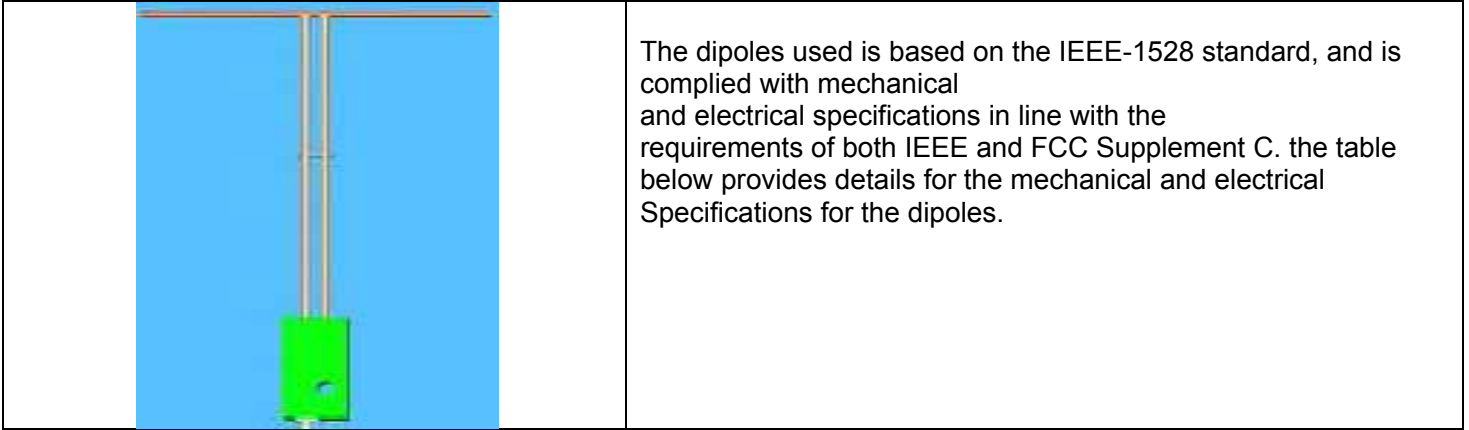 The dipoles used is based on the IEEE-1528 standard, and is
complied with mechanical
and electrical specifications in line with the
requirements of both IEEE and FCC Supplement C. the table
below provides details for the mechanical and electrical
Specifications for the dipoles.